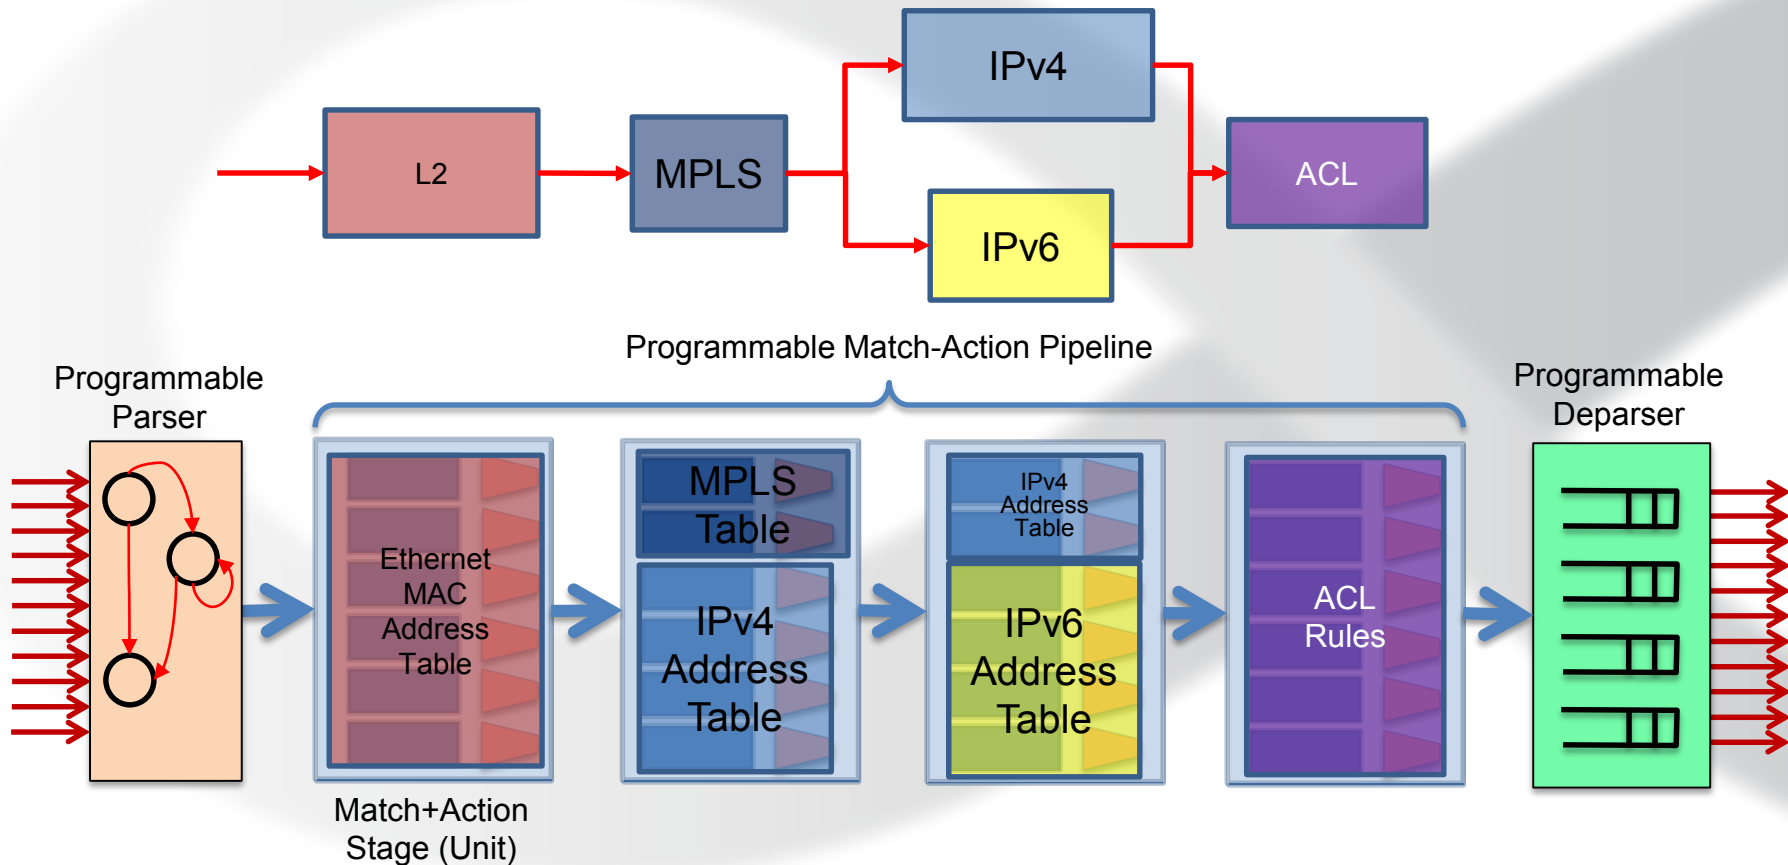 IPv4
L2
MPLS
ACL
IPv6
Programmable Match-Action Pipeline
Programmable
Parser
Programmable
Deparser
Ethernet
MAC
Address
Table
MPLS
Table
IPv4
Address
Table
IPv4
Address
Table
IPv6
Address
Table
ACL
Rules
Match+Action
Stage (Unit)